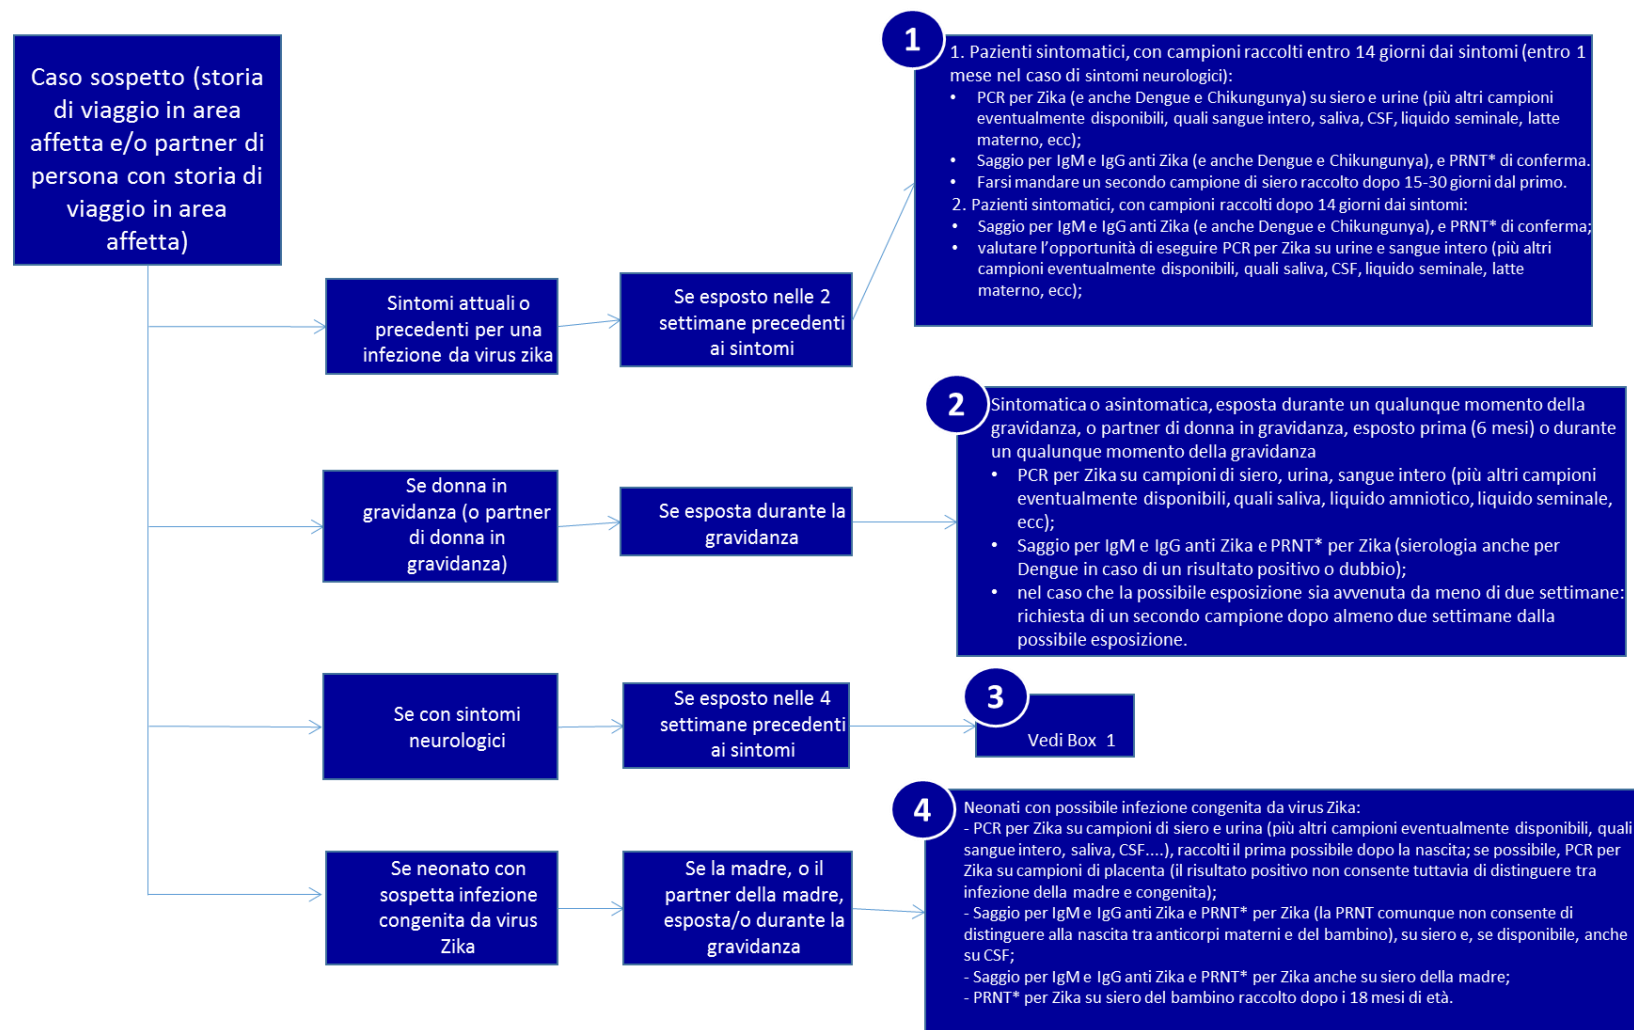 Caso sospetto (storia
di viaggio in area
affetta e/o partner di
persona con storia di
viaggio in area
affetta)
Sintomi attuali o
precedenti per una
infezione da virus zika
Se esposto nelle 2
settimane precedenti
ai sintomi
1
1. Pazienti sintomatici, con campioni raccolti entro 14 giorni dai sintomi (entro 1
mese nel caso di sintomi neurologici):
• PCR per Zika (e anche Dengue e Chikungunya) su siero e urine (più altri campioni
eventualmente disponibili, quali sangue intero, saliva, CSF, liquido seminale, latte
materno, ecc);
• Saggio per IgM e IgG anti Zika (e anche Dengue e Chikungunya), e PRNT* di conferma.
• Farsi mandare un secondo campione di siero raccolto dopo 15-30 giorni dal primo.
2. Pazienti sintomatici, con campioni raccolti dopo 14 giorni dai sintomi:
• Saggio per IgM e IgG anti Zika (e anche Dengue e Chikungunya), e PRNT* di conferma;
• valutare l'opportunità di eseguire PCR per Zika su urine e sangue intero (più altri
campioni eventualmente disponibili, quali saliva, CSF, liquido seminale, latte
materno, ecc);
Se donna in
gravidanza (o partner
di donna in
gravidanza)
Se esposta durante la
gravidanza
2
Sintomatica o asintomatica, esposta durante un qualunque momento della
gravidanza, o partner di donna in gravidanza, esposto prima (6 mesi) o durante
un qualunque momento della gravidanza
• PCR per Zika su campioni di siero, urina, sangue intero (più altri campioni
eventualmente disponibili, quali saliva, liquido amniotico, liquido seminale,
ecc);
• Saggio per IgM e IgG anti Zika e PRNT* per Zika (sierologia anche per
Dengue in caso di un risultato positivo o dubbio);
• nel caso che la possibile esposizione sia avvenuta da meno di due settimane:
richiesta di un secondo campione dopo almeno due settimane dalla
possibile esposizione.
Se con sintomi
neurologici
Se esposto nelle 4
settimane precedenti
ai sintomi
3
Vedi Box 1
Se neonato con
sospetta infezione
congenita da virus
Zika
Se la madre, o il
partner della madre,
esposta/o durante la
gravidanza
4
Neonati con possibile infezione congenita da virus Zika:
- PCR per Zika su campioni di siero e urina (più altri campioni eventualmente disponibili, quali
sangue intero, saliva, CSF....), raccolti il prima possibile dopo la nascita; se possibile, PCR per
Zika su campioni di placenta (il risultato positivo non consente tuttavia di distinguere tra
infezione della madre e congenita);
- Saggio per IgM e IgG anti Zika e PRNT* per Zika (la PRNT comunque non consente di
distinguere alla nascita tra anticorpi materni e del bambino), su siero e, se disponibile, anche
su CSF;
- Saggio per IgM e IgG anti Zika e PRNT* per Zika anche su siero della madre;
- PRNT* per Zika su siero del bambino raccolto dopo i 18 mesi di età.